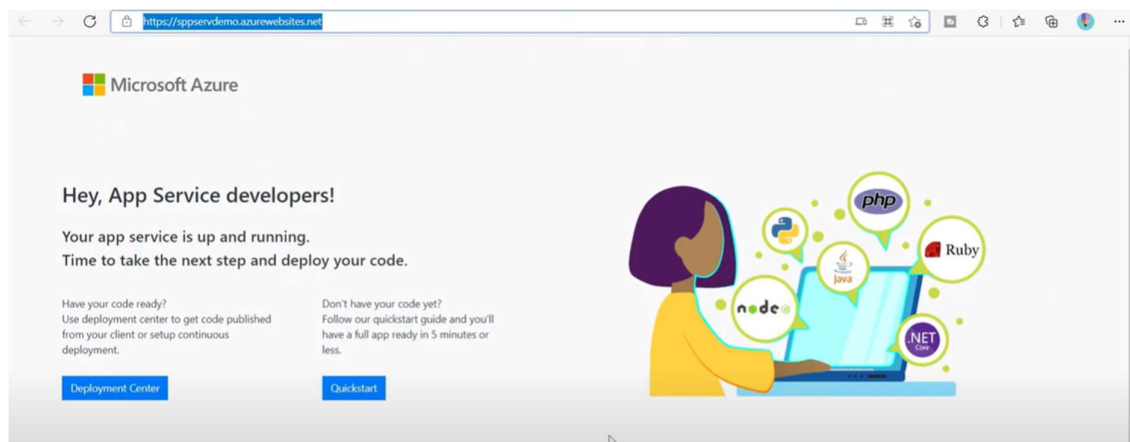 https://sppservdemo.azurewebsites.net
Microsoft Azure
Hey, App Service developers!
Your app service is up and running.
Time to take the next step and deploy your code.
Have your code ready?
Use deployment center to get code published
from your client or setup continuous
deployment.
Deployment Center
Don't have your code yet?
Follow our quickstart guide and you'll
have a full app ready in 5 minutes or
less.
Quickstart
php
Ruby
Java
node
.NET
Core